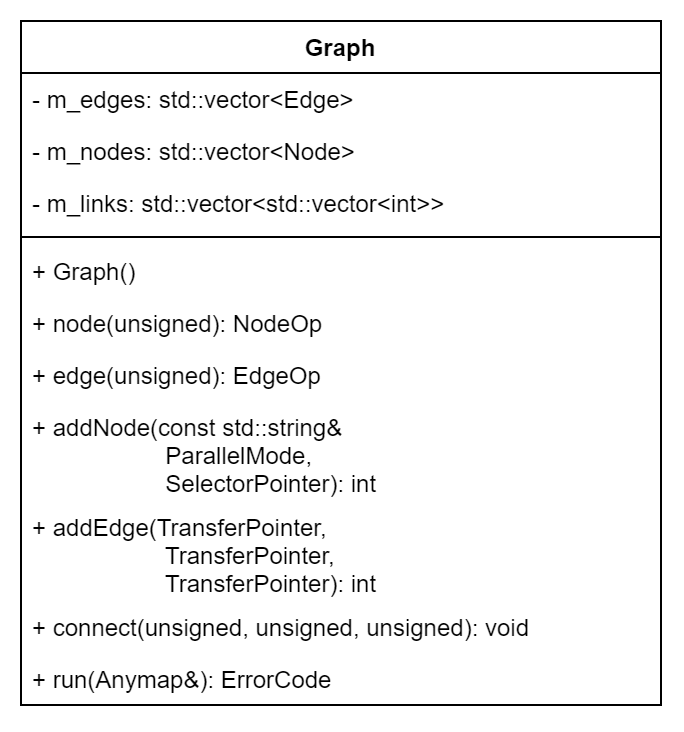 Graph
- m_edges: std::vector<Edge>
- m_nodes: std::vector<Node>
- m_links: std::vector<std::vector<int>>
+ Graph()
+ node(unsigned): NodeOp
+ edge(unsigned): EdgeOp
+ addNode(const std::string&
ParallelMode,
SelectorPointer): int
+ addEdge(TransferPointer,
TransferPointer,
TransferPointer): int
+ connect(unsigned, unsigned, unsigned): void
+ run(Anymap&): ErrorCode